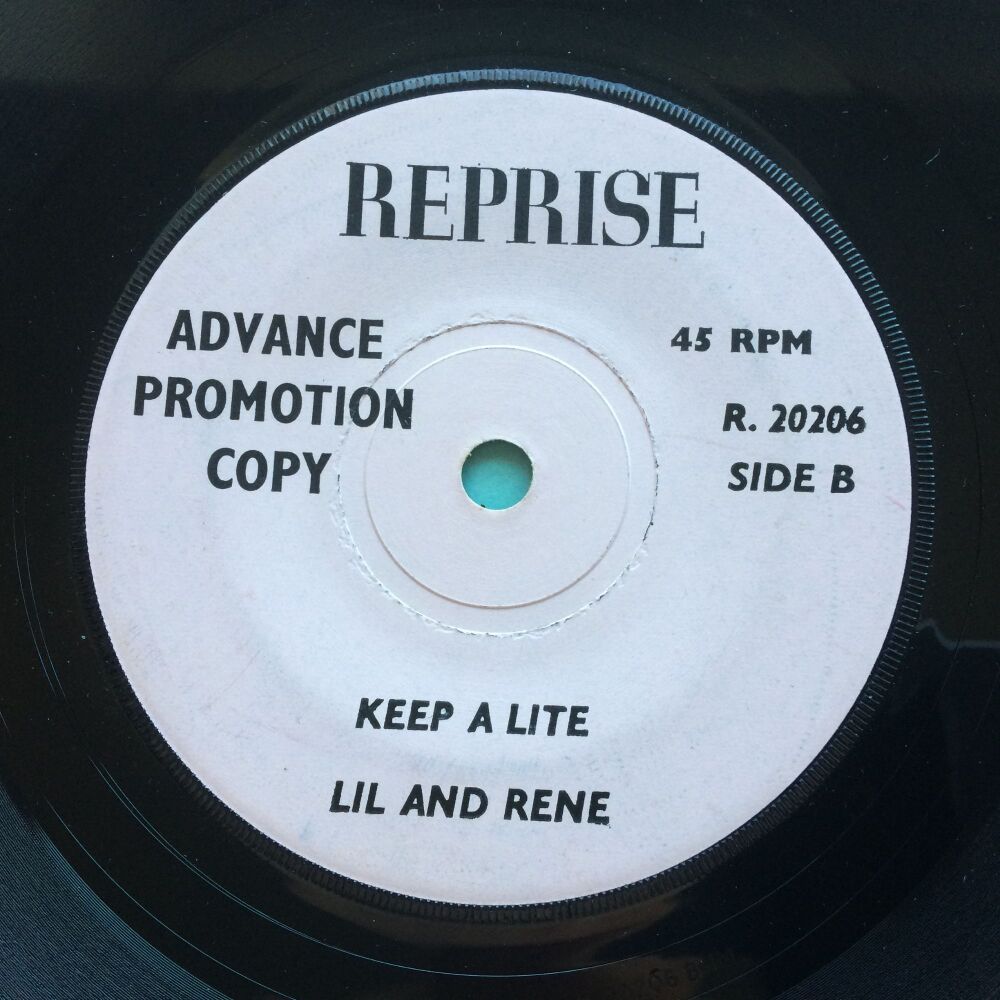 REPRISE
ADVANCE
PROMOTION
COPY
45 RPM
R. 20206
SIDE B
KEEP A LITE
LIL AND RENE